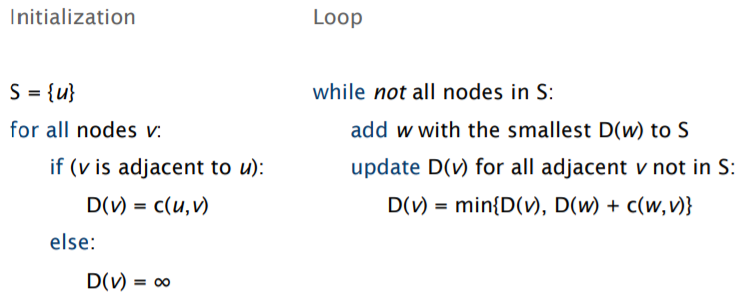 Initialization
S = {u}
for all nodes v:
if (v is adjacent to u):
D(v) = c(u,v)
else:
D(v) = ∞
Loop
while not all nodes in S:
add w with the smallest D(w) to S
update D(v) for all adjacent v not in S:
D(v) = min{D(v), D(w) + c(w,v)}